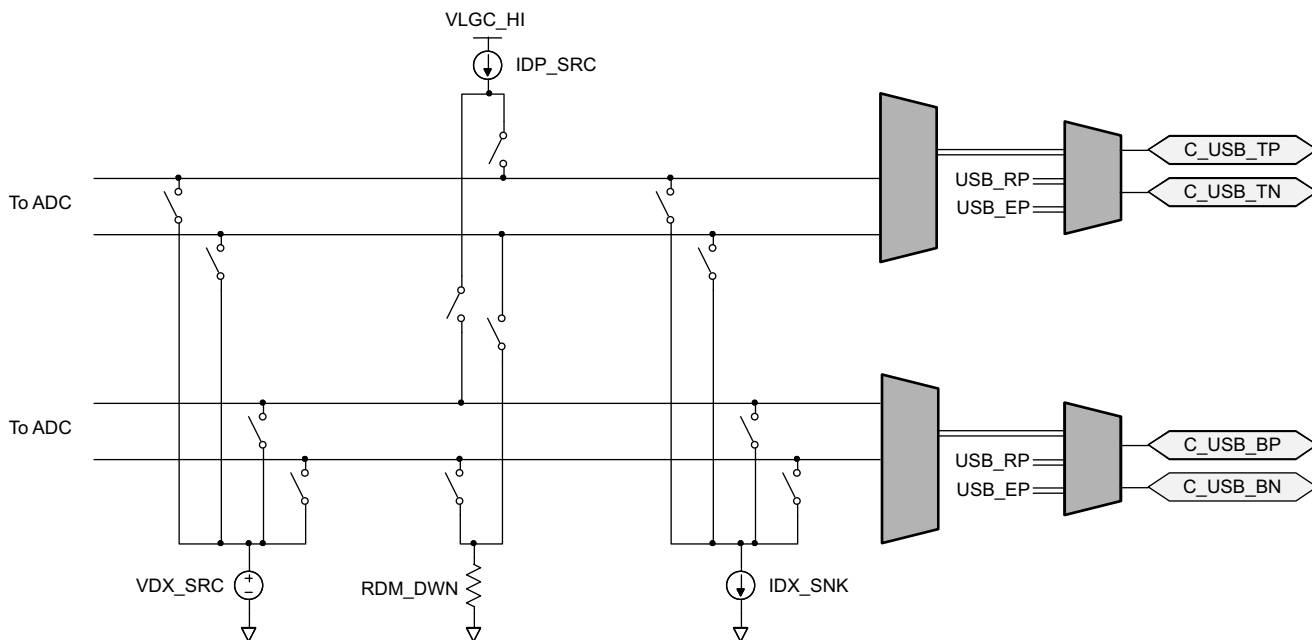 VLGC_HI
IDP_SRC
C_USB_TP
USB_RP
C_USB_TN
To ADC
USB_EP
To ADC
C_USB_BP
USB_RP
C_USB_BN
USB_EP
VDX_SRC
+
−
RDM_DWN
IDX_SNK